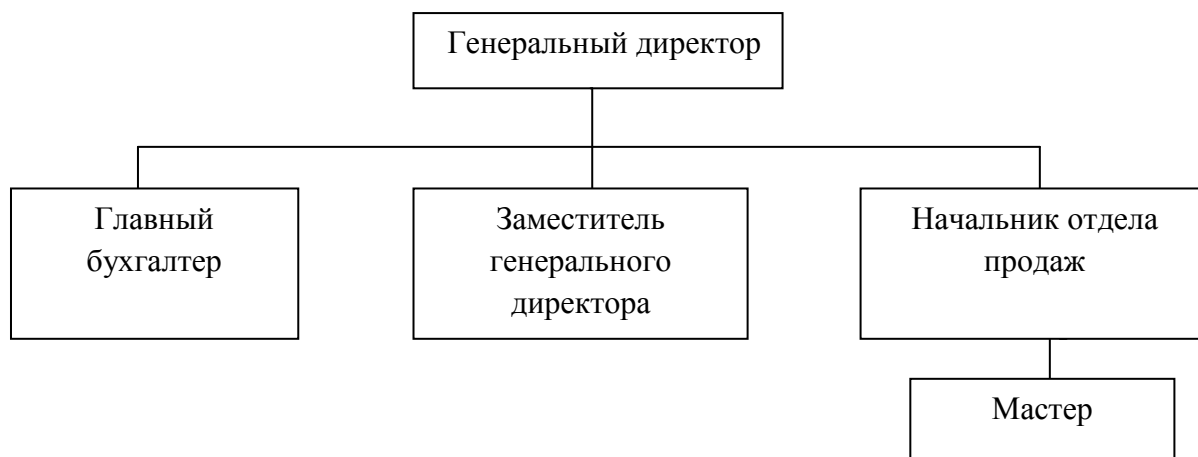 Генеральный директор
Главный
бухгалтер
Заместитель
генерального
директора
Начальник отдела
продаж
Мастер